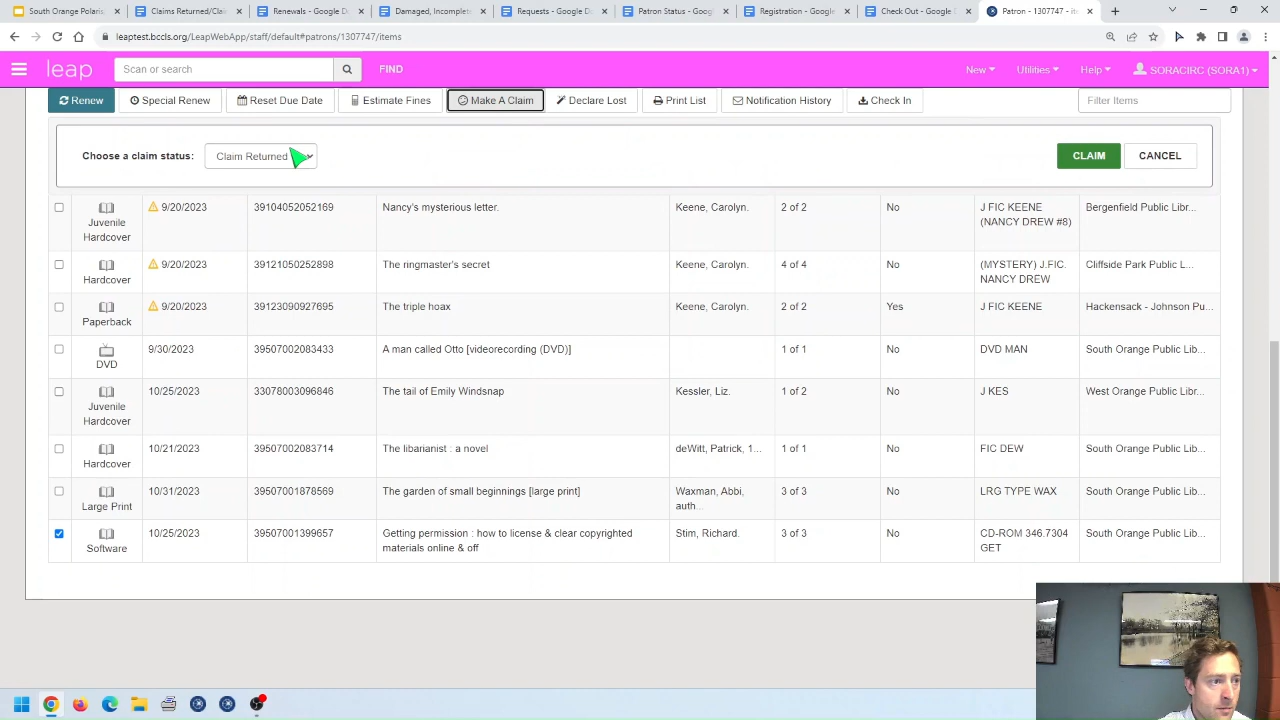 South Orange Polaris
Claims Returned/Clai
Renewals - Google Do
Damaged, Incomplete
Requests - Google Do
Patron Status - Googl
Registration - Google
Check Out - Google D
Patron - 1307747 - ite
leaptest.bccls.org/LeapWebApp/staff/default#patrons/1307747/items
leap
Scan or search
FIND
New
Utilities
Help
SORACIRC (SORA1)
Renew
Special Renew
Reset Due Date
Estimate Fines
Make A Claim
Declare Lost
Print List
Notification History
Check In
Filter Items
Choose a claim status:
Claim Returned
CLAIM
CANCEL
Juvenile Hardcover 9/20/2023 39104052052169 Nancy's mysterious letter. Keene, Carolyn. 2 of 2 No J FIC KEENE (NANCY DREW #8) Bergenfield Public Libr...
Hardcover 9/20/2023 39121050252898 The ringmaster's secret Keene, Carolyn. 4 of 4 No (MYSTERY) J.FIC. NANCY DREW Cliffside Park Public L...
Paperback 9/20/2023 39123090927695 The triple hoax Keene, Carolyn. 2 of 2 Yes J FIC KEENE Hackensack - Johnson Pu...
DVD 9/30/2023 39507002083433 A man called Otto [videorecording (DVD)] 1 of 1 No DVD MAN South Orange Public Lib...
Juvenile Hardcover 10/25/2023 33078003096846 The tail of Emily Windsnap Kessler, Liz. 1 of 2 No J KES West Orange Public Libr...
Hardcover 10/21/2023 39507002083714 The libarianist : a novel deWitt, Patrick, 1... 1 of 1 No FIC DEW South Orange Public Lib...
Large Print 10/31/2023 39507001878569 The garden of small beginnings [large print] Waxman, Abbi, auth... 3 of 3 No LRG TYPE WAX South Orange Public Lib...
Software 10/25/2023 39507001399657 Getting permission : how to license & clear copyrighted materials online & off Stim, Richard. 3 of 3 No CD-ROM 346.7304 GET South Orange Public Lib...